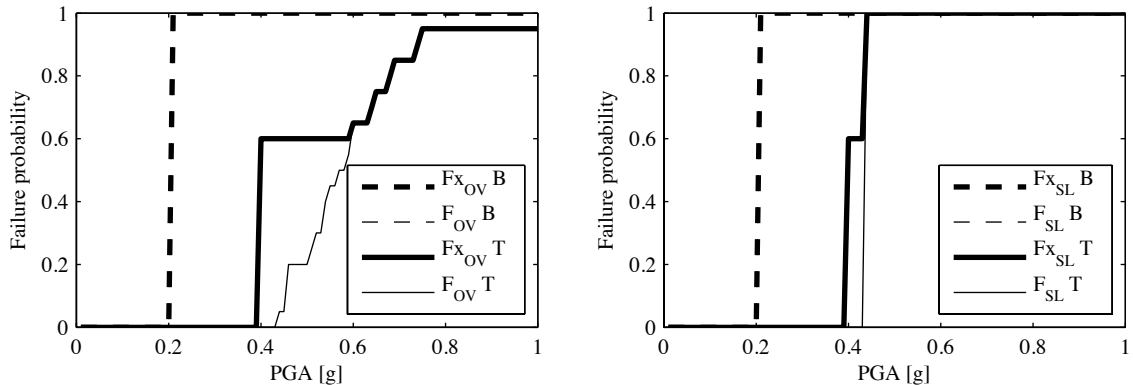 1
0.8
0.6
0.4
0.2
0
Failure probability
0
0.2
0.4
0.6
0.8
1
PGA [g]
Fx_OV B
F_OV B
Fx_OV T
F_OV T
1
0.8
0.6
0.4
0.2
0
Failure probability
0
0.2
0.4
0.6
0.8
1
PGA [g]
Fx_SL B
F_SL B
Fx_SL T
F_SL T